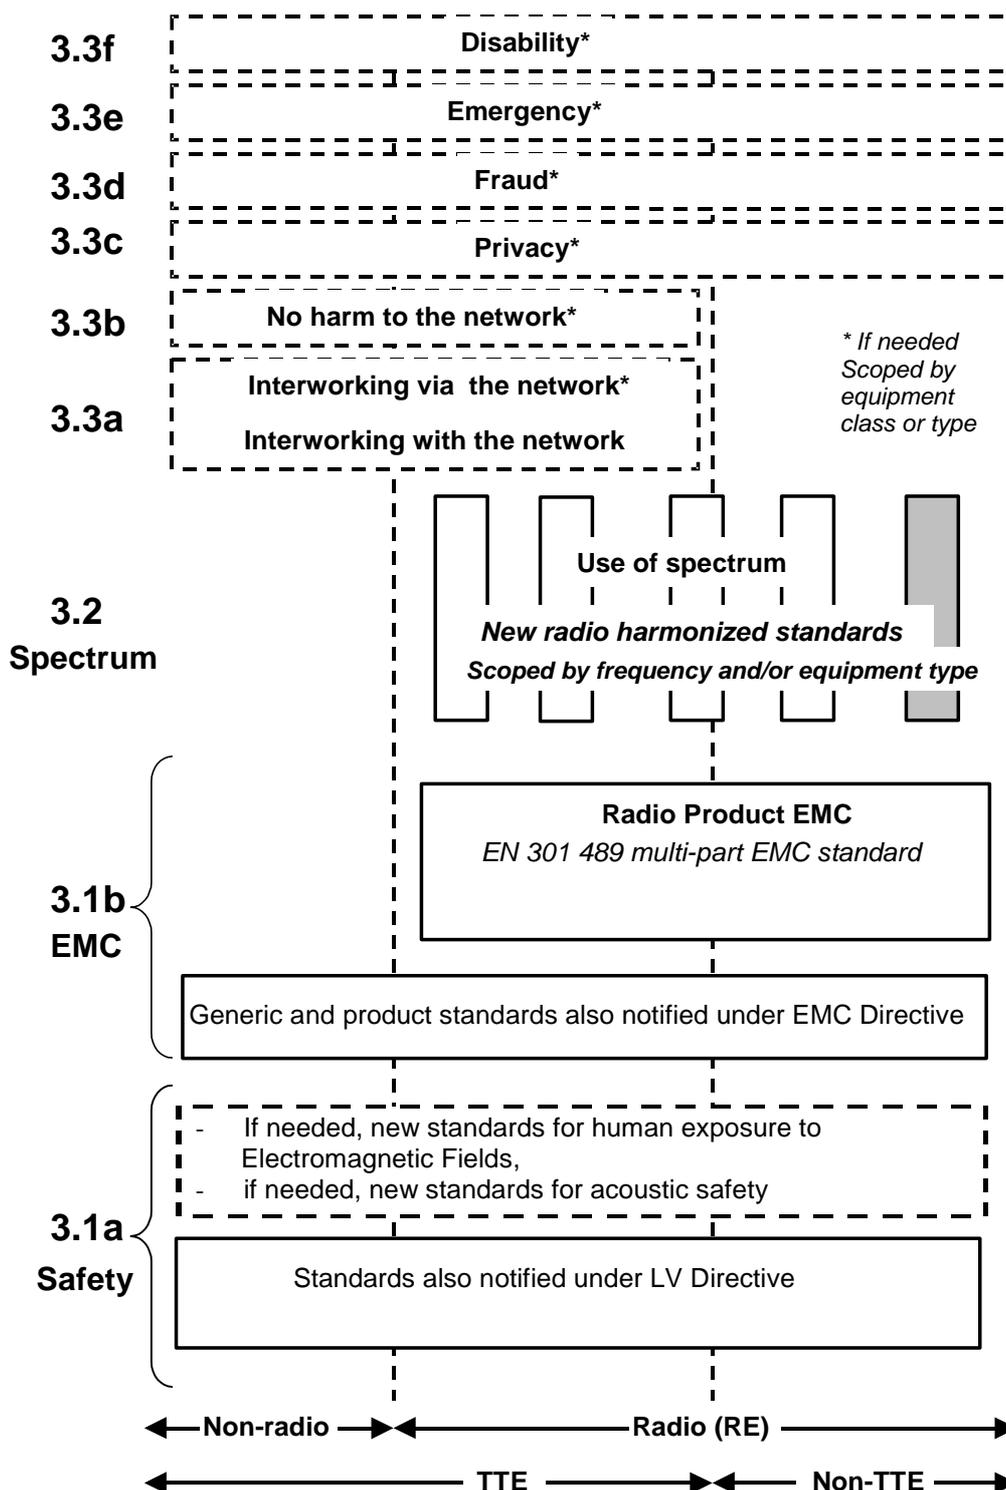 3.3f
Disability*
3.3e
Emergency*
3.3d
Fraud*
3.3c
Privacy*
3.3b
No harm to the network*
* If needed
Scoped by
equipment
class or type
3.3a
Interworking via the network*
Interworking with the network
3.2
Spectrum
Use of spectrum
New radio harmonized standards
Scoped by frequency and/or equipment type
3.1b
EMC
Radio Product EMC
EN 301 489 multi-part EMC standard
Generic and product standards also notified under EMC Directive
3.1a
Safety
- If needed, new standards for human exposure to
Electromagnetic Fields,
- if needed, new standards for acoustic safety
Standards also notified under LV Directive
Non-radio
Radio (RE)
TTE
Non-TTE